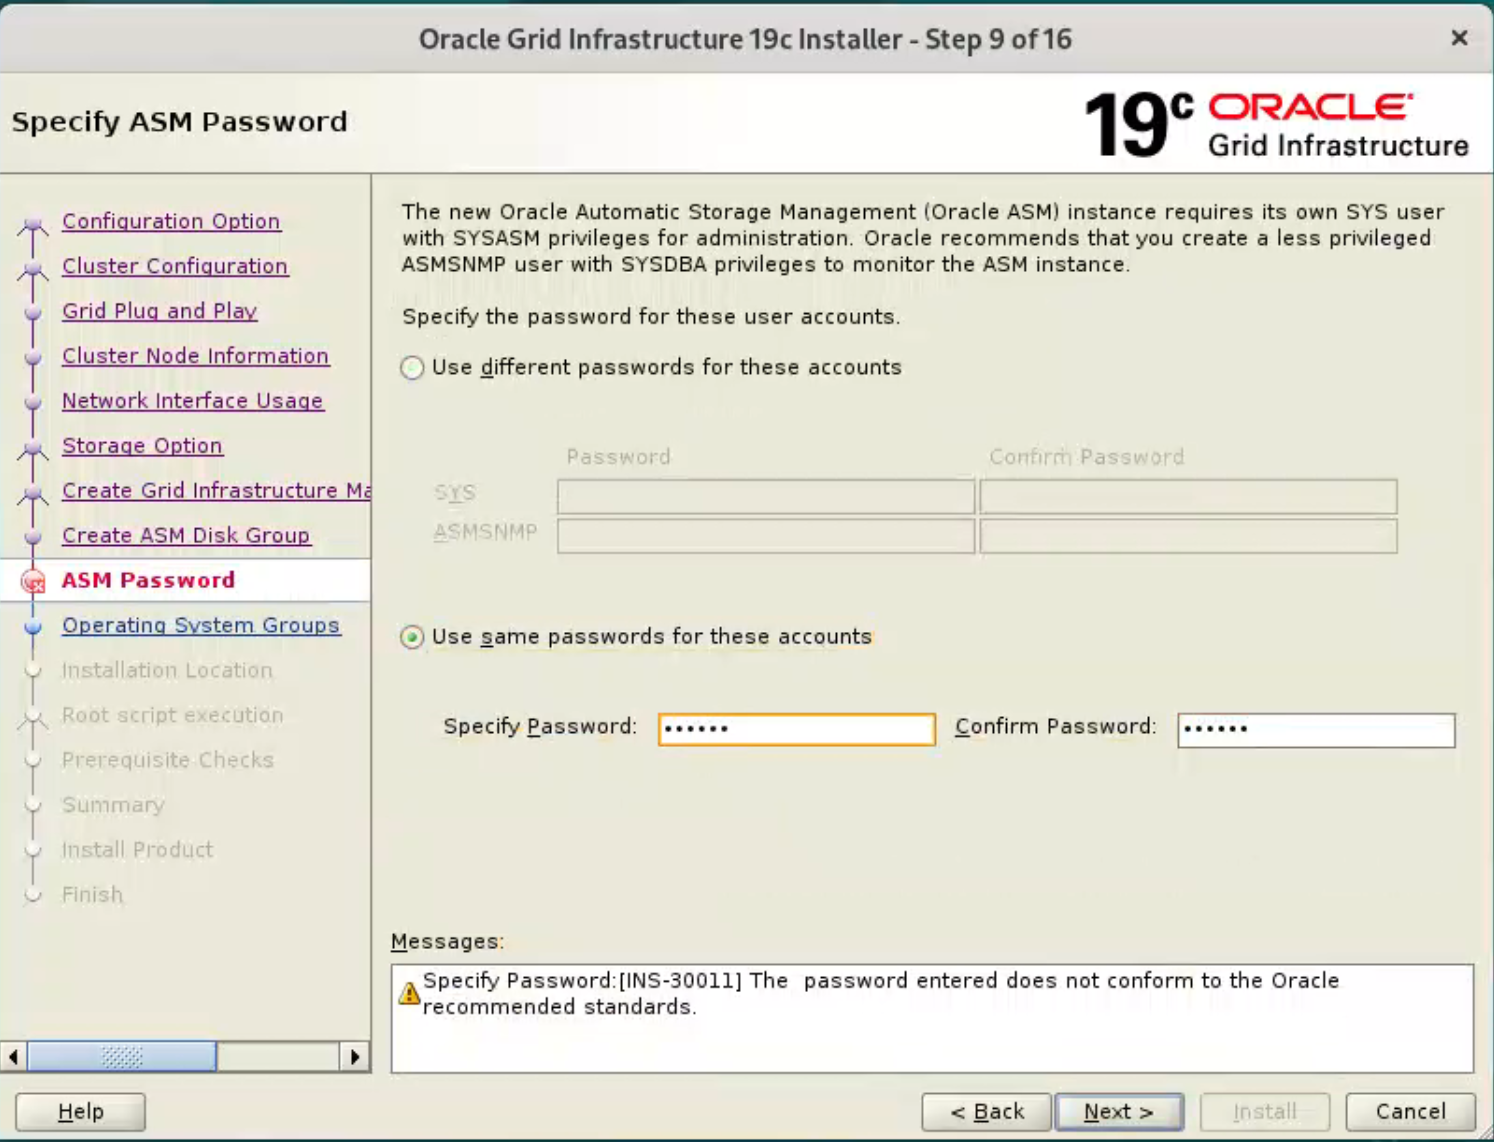 Oracle Grid Infrastructure 19c Installer - Step 9 of 16
Specify ASM Password
19c ORACLE
Grid Infrastructure
Configuration Option
Cluster Configuration
Grid Plug and Play
Cluster Node Information
Network Interface Usage
Storage Option
Create Grid Infrastructure Ma
Create ASM Disk Group
ASM Password
Operating System Groups
Installation Location
Root script execution
Prerequisite Checks
Summary
Install Product
Finish
The new Oracle Automatic Storage Management (Oracle ASM) instance requires its own SYS user
with SYSASM privileges for administration. Oracle recommends that you create a less privileged
ASMSNMP user with SYSDBA privileges to monitor the ASM instance.
Specify the password for these user accounts.
Use different passwords for these accounts
Password Confirm Password
SYS
ASMSNMP
Use same passwords for these accounts
Specify Password: •••••• Confirm Password: ••••••
Messages:
Specify Password:[INS-30011] The  password entered does not conform to the Oracle
recommended standards.
Help < Back Next > Install Cancel